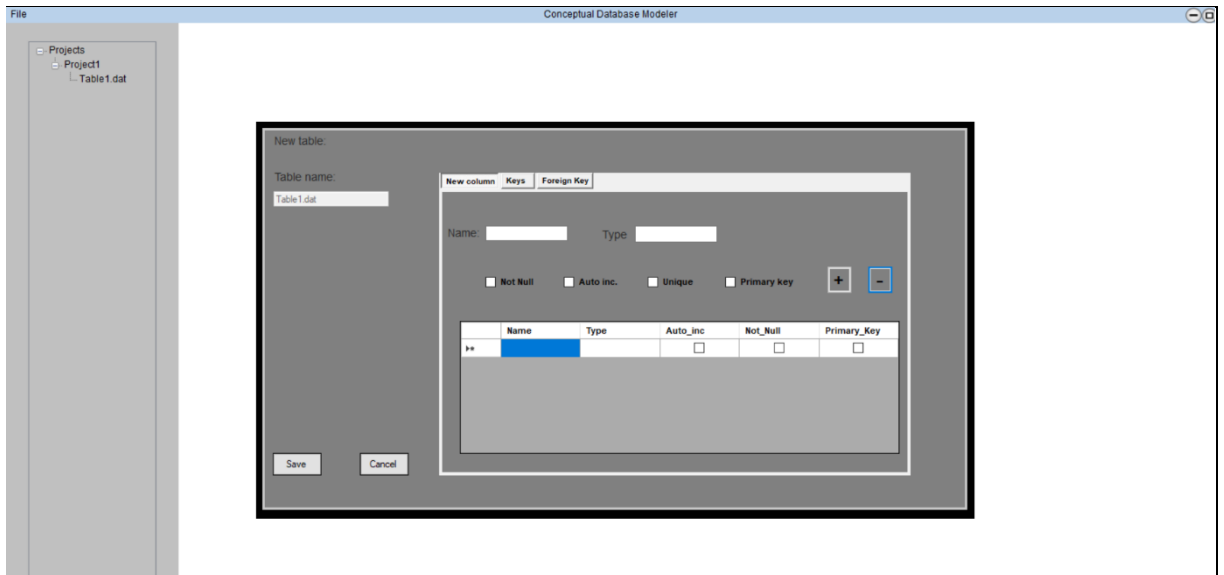 File Conceptual Database Modeler
Projects
Project1
Table1.dat
New table:
Table name:
Table1.dat
New column Keys Foreign Key
Name: Type
Not Null Auto inc. Unique Primary key + -
Name Type Auto_inc Not_Null Primary_Key
Save Cancel